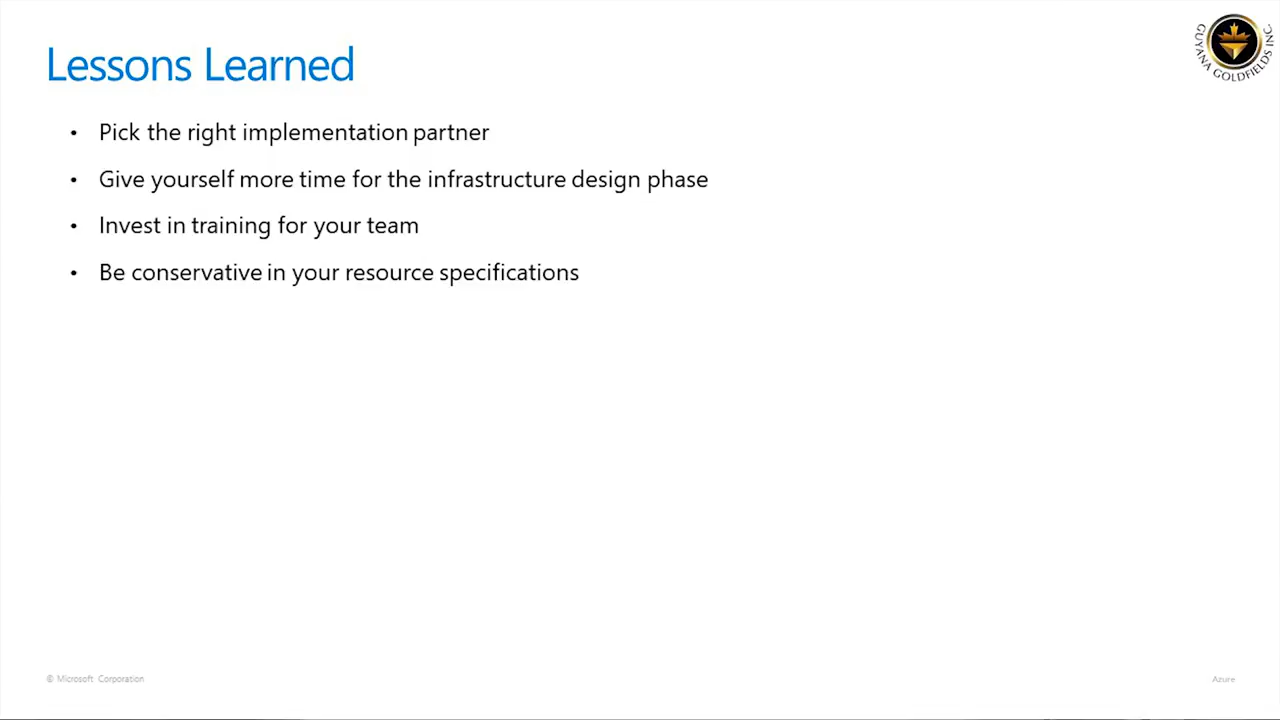 Lessons Learned
GUYANA GOLDFIELDS INC.
• Pick the right implementation partner
• Give yourself more time for the infrastructure design phase
• Invest in training for your team
• Be conservative in your resource specifications
© Microsoft Corporation
Azure